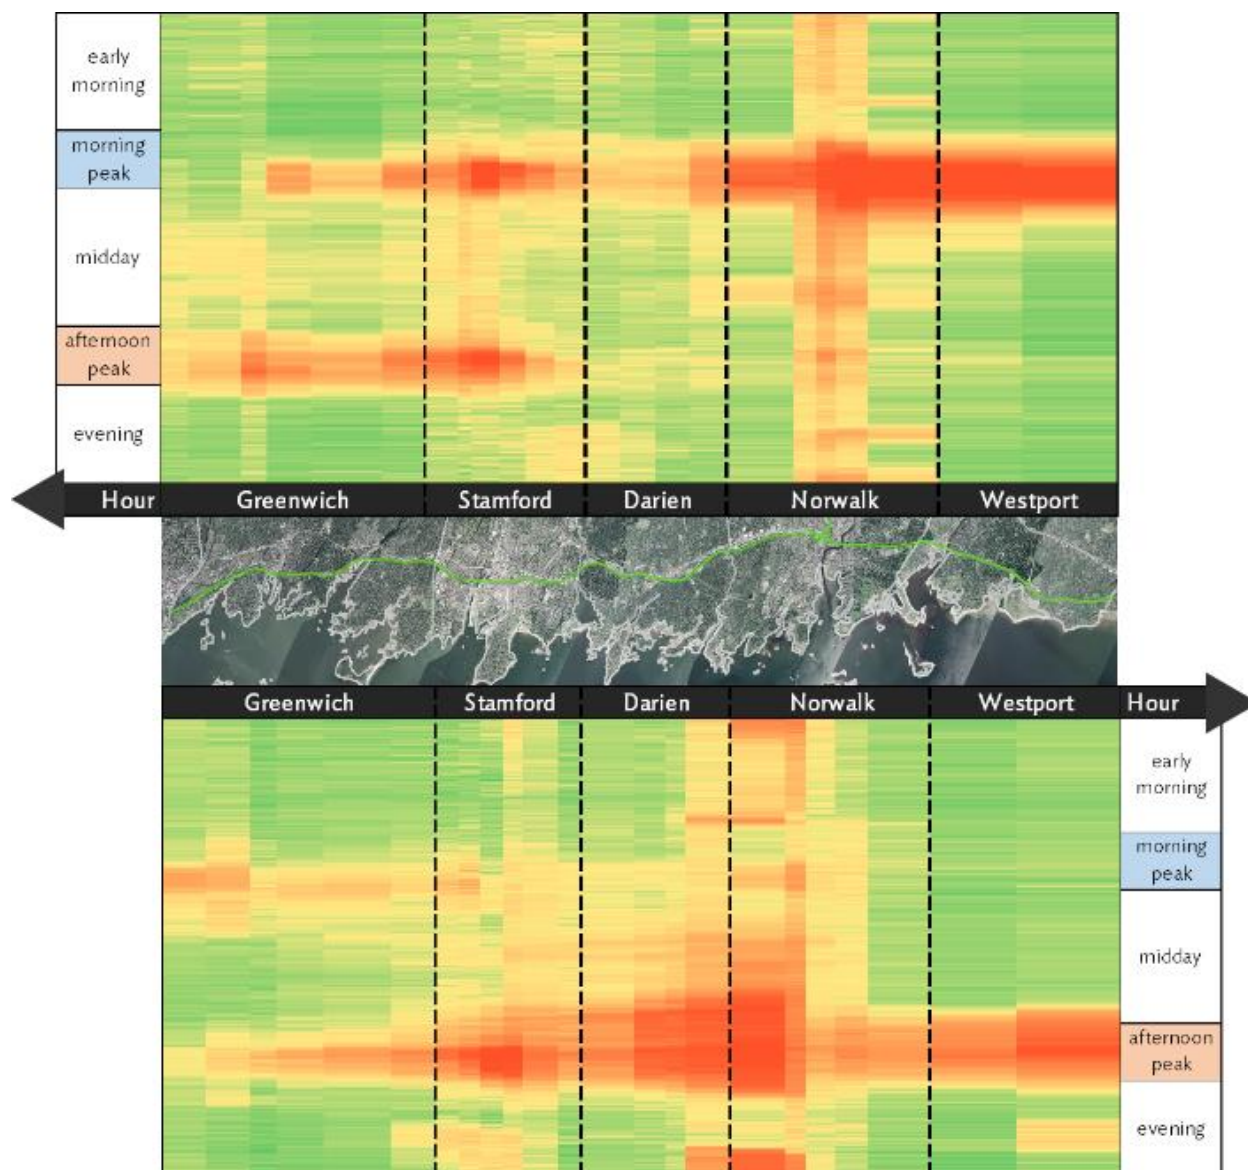 early
morning
morning
peak
midday
afternoon
peak
evening
Hour Greenwich Stamford Darien Norwalk Westport
Greenwich Stamford Darien Norwalk Westport Hour
early
morning
morning
peak
midday
afternoon
peak
evening